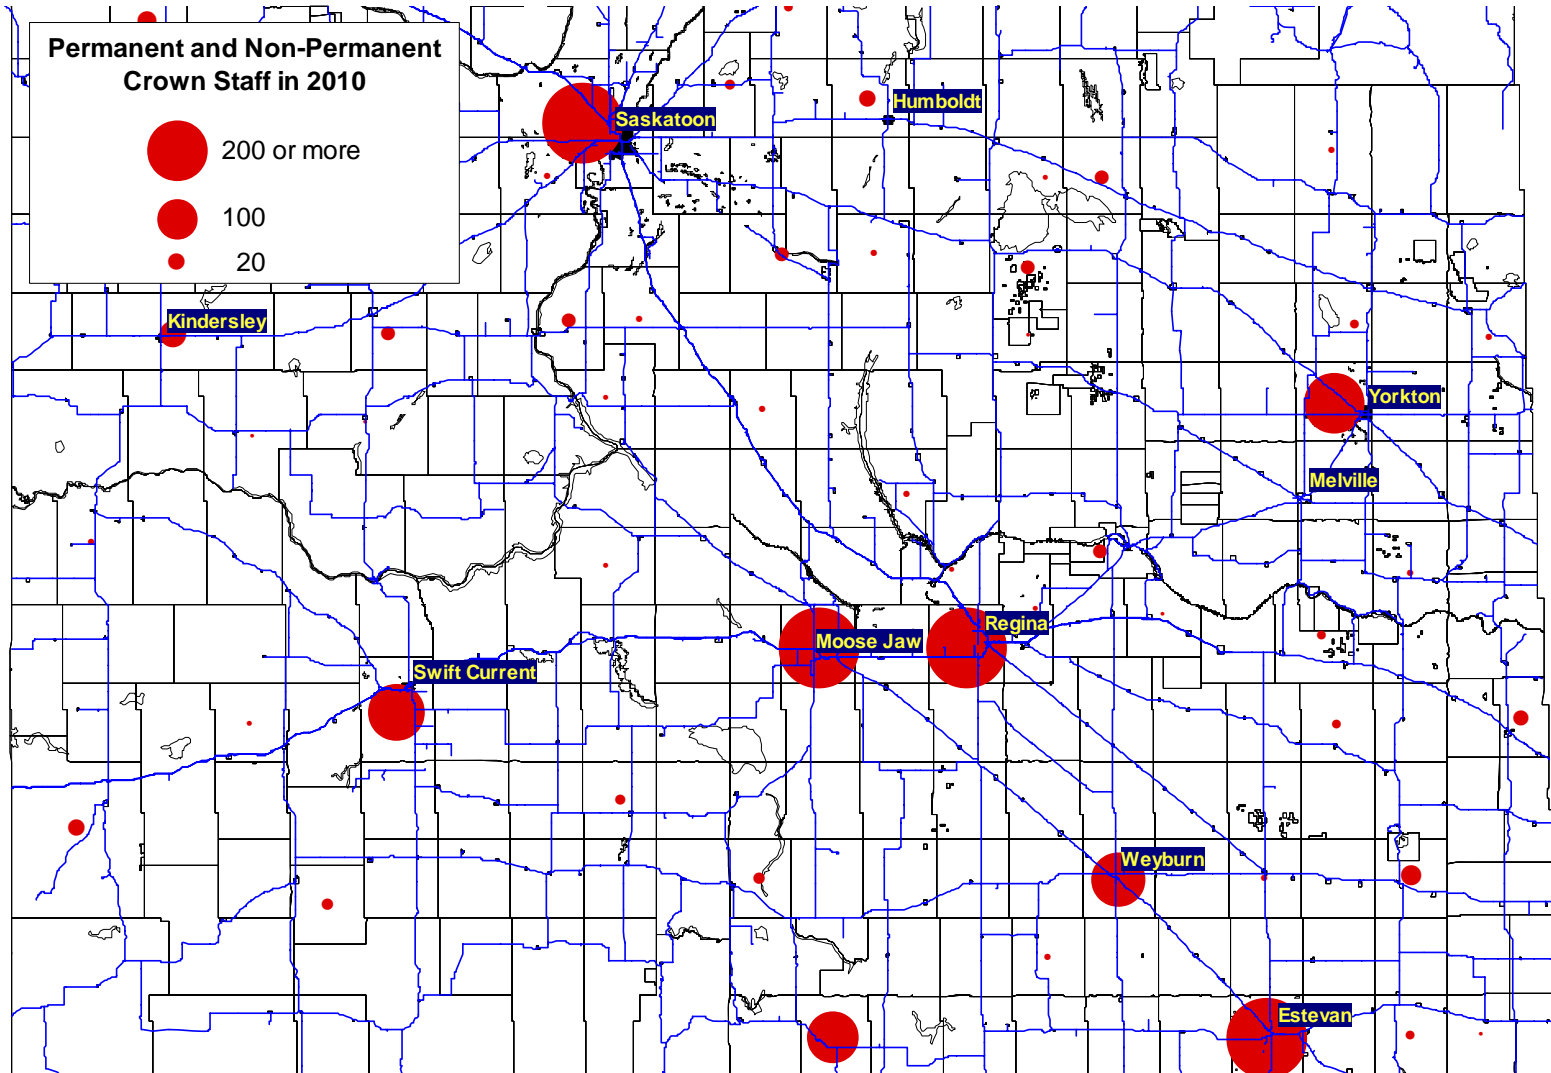 Permanent and Non-Permanent
Crown Staff in 2010
200 or more
100
20
Humboldt
Saskatoon
Kindersley
Yorkton
Melville
Regina
Moose Jaw
Swift Current
Weyburn
Estevan